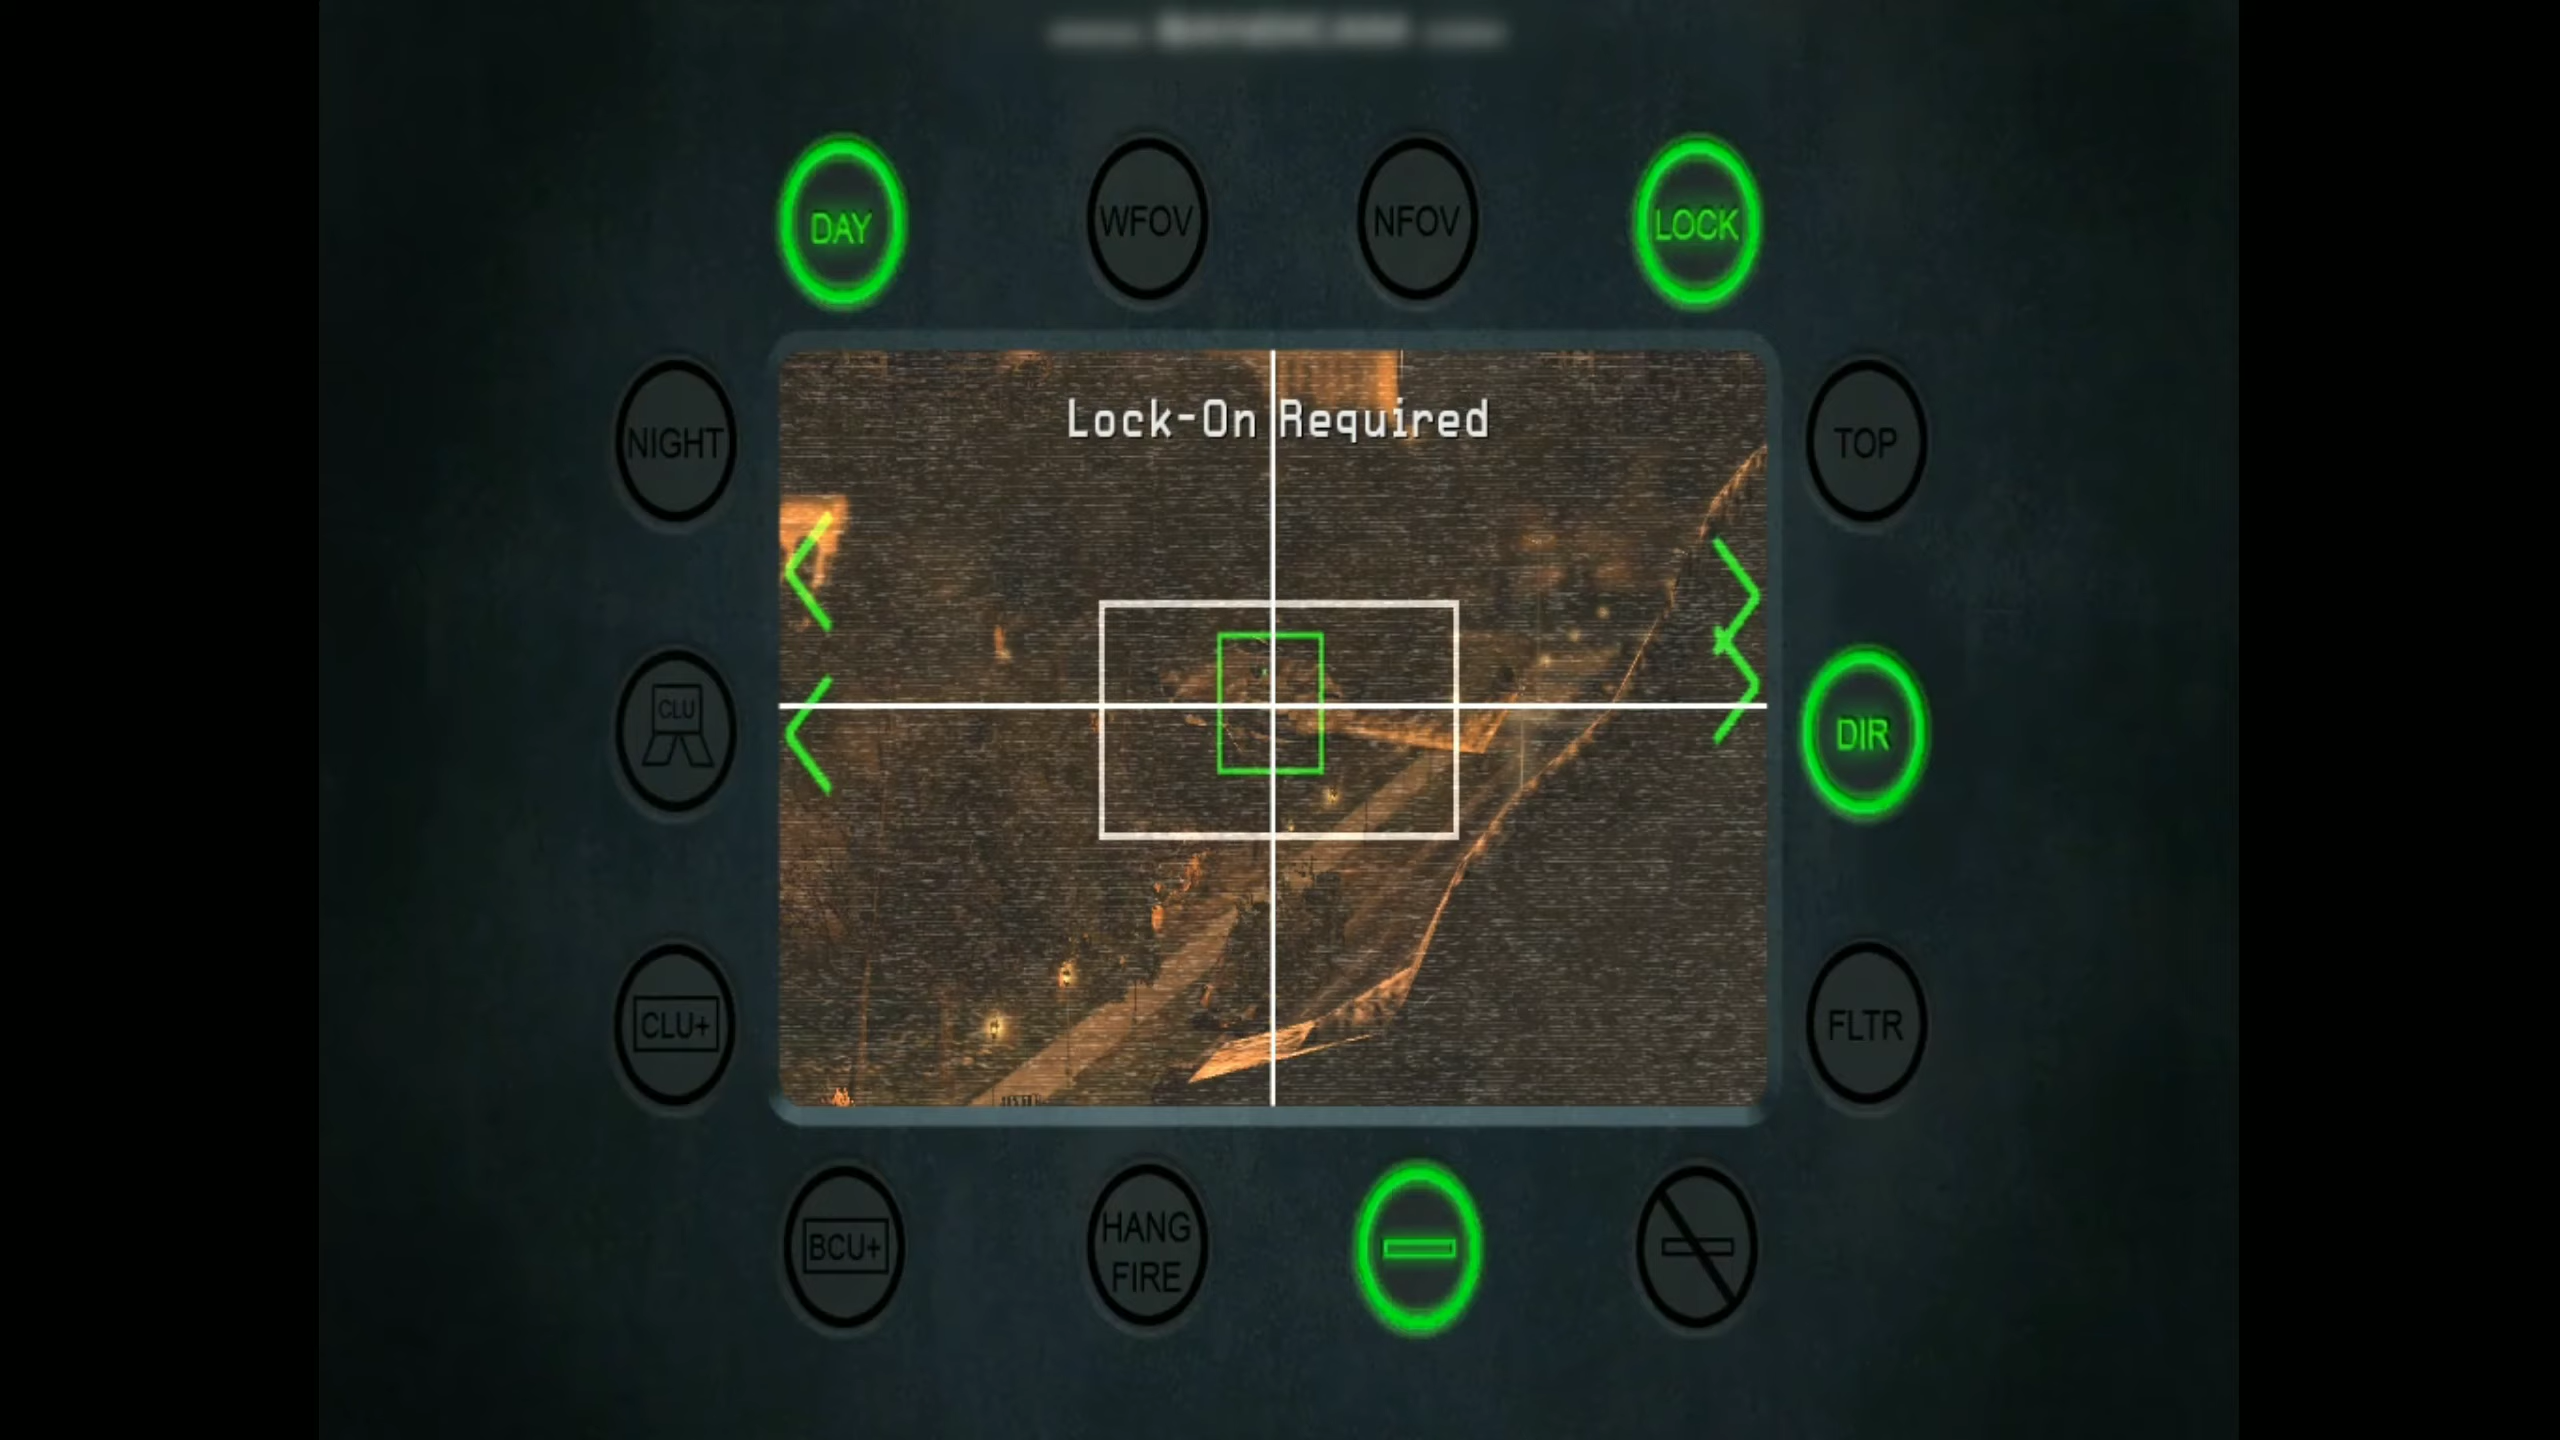 DAY
WFOV
NFOV
LOCK
NIGHT
Lock-On Required
TOP
CLU
DIR
CLU+
FLTR
BCU+
HANG
FIRE